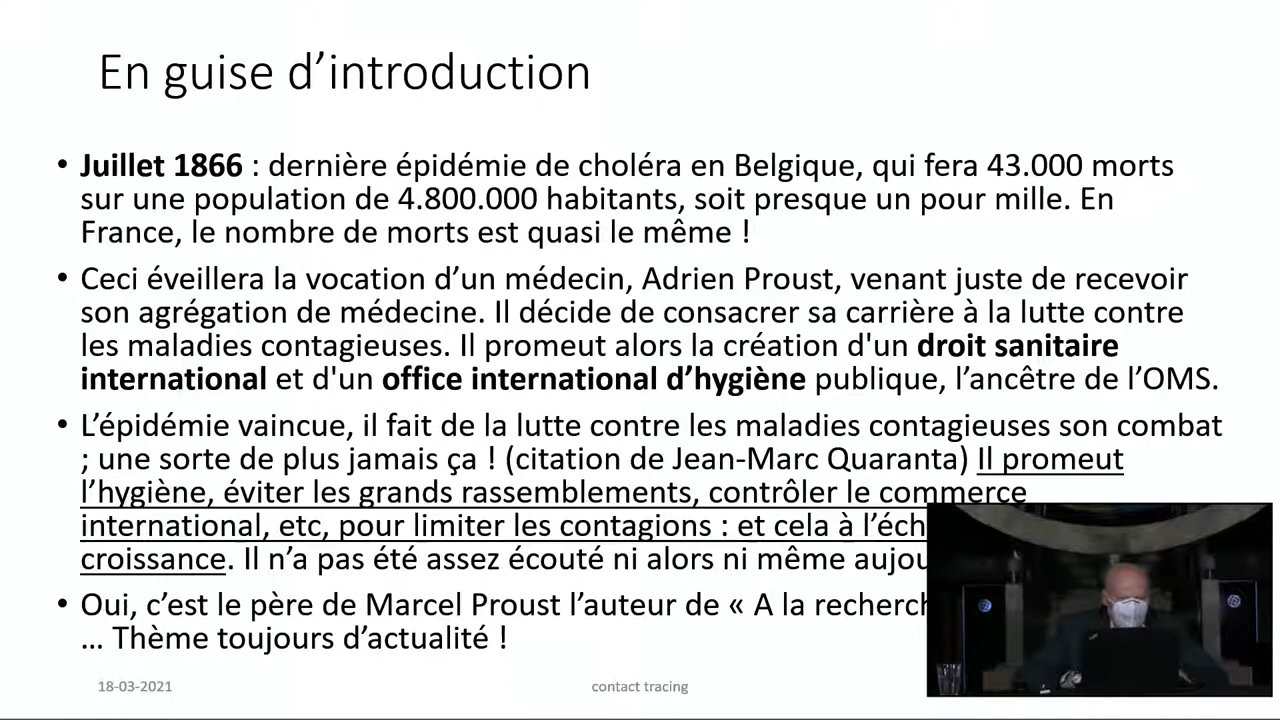 En guise d’introduction
• Juillet 1866 : dernière épidémie de choléra en Belgique, qui fera 43.000 morts
sur une population de 4.800.000 habitants, soit presque un pour mille. En
France, le nombre de morts est quasi le même !
• Ceci éveillera la vocation d’un médecin, Adrien Proust, venant juste de recevoir
son agrégation de médecine. Il décide de consacrer sa carrière à la lutte contre
les maladies contagieuses. Il promeut alors la création d'un droit sanitaire
international et d'un office international d’hygiène publique, l’ancêtre de l’OMS.
• L’épidémie vaincue, il fait de la lutte contre les maladies contagieuses son combat
; une sorte de plus jamais ça ! (citation de Jean-Marc Quaranta) Il promeut
l’hygiène, éviter les grands rassemblements, contrôler le commerce
international, etc, pour limiter les contagions : et cela à
croissance. Il n’a pas été assez écouté ni alors ni même
• Oui, c’est le père de Marcel Proust l’auteur de « A la
... Thème toujours d’actualité !
18-03-2021
contact tracing